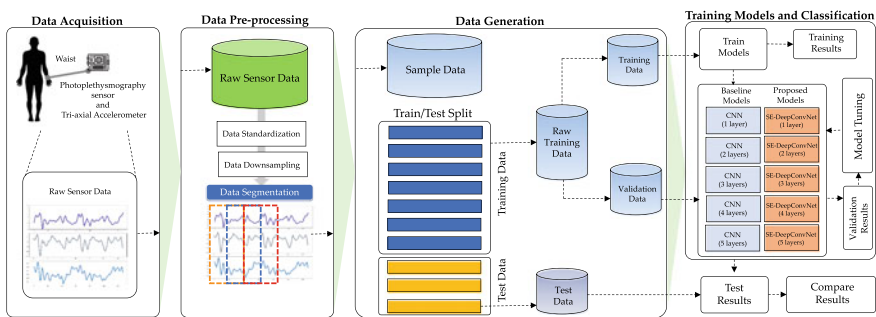 Data Acquisition
Waist
Photoplethysmography
sensor
and
Tri-axial Accelerometer
Raw Sensor Data
Data Pre-processing
Raw Sensor Data
Data Standardization
Data Downsampling
Data Segmentation
Data Generation
Sample Data
Train/Test Split
Training Data
Test Data
Raw
Training
Data
Training
Data
Validation
Data
Test
Data
Training Models and Classification
Train
Models
Training
Results
Baseline
Models
Proposed
Models
CNN
(1 layer)
SE-DeepConvNet
(1 layer)
CNN
(2 layers)
SE-DeepConvNet
(2 layers)
CNN
(3 layers)
SE-DeepConvNet
(3 layers)
CNN
(4 layers)
SE-DeepConvNet
(4 layers)
CNN
(5 layers)
SE-DeepConvNet
(5 layers)
Model Tuning
Validation
Results
Test
Results
Compare
Results